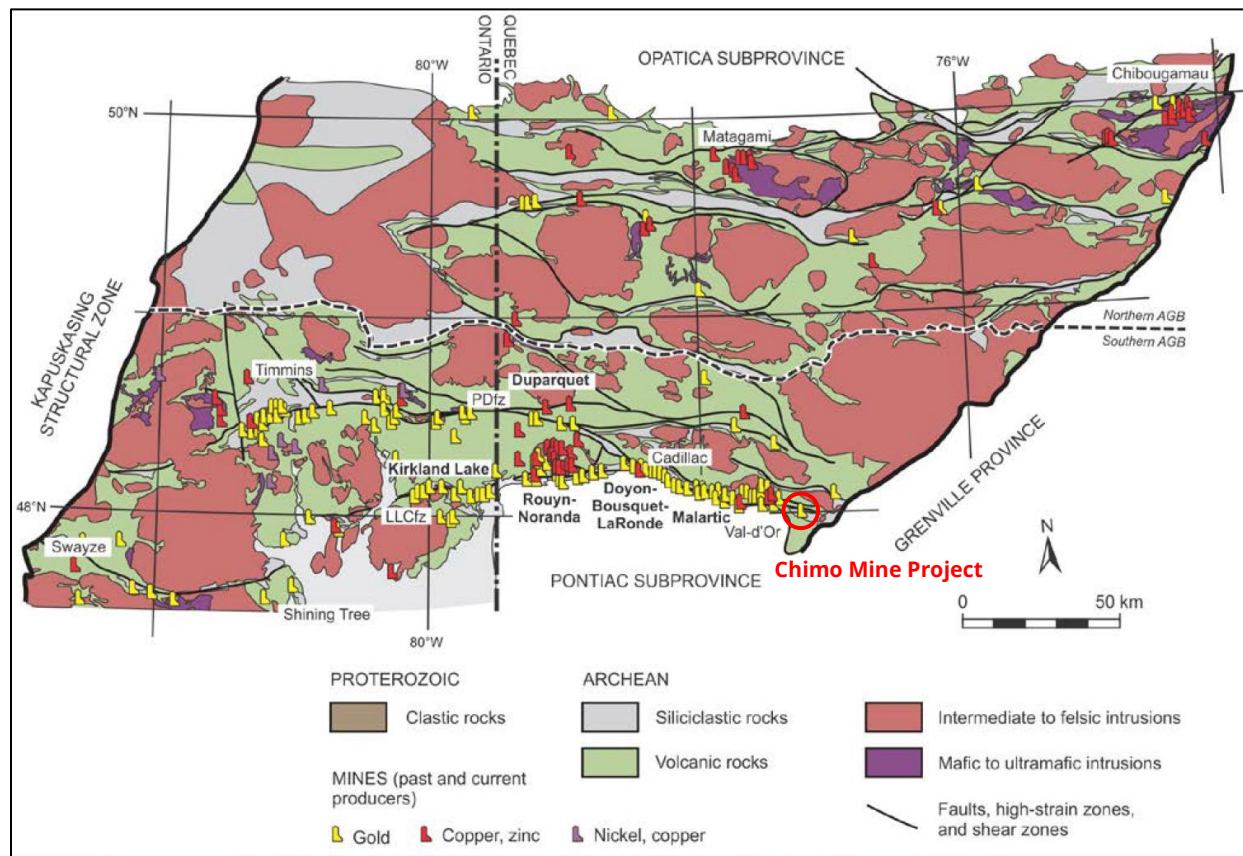 ONTARIO
QUEBEC
80°W
OPATICA SUBPROVINCE
76°W
Chibougamau
50°N
Matagami
KAPUSKASING
STRUCTURAL ZONE
Northern AGB
Southern AGB
Timmins
Duparquet
PDfz
Kirkland Lake
Cadillac
48°N
LLCfz
Rouyn-
Noranda
Doyon-
Bousquet-
LaRonde
Malartic
Val-d'Or
GRENVILLE PROVINCE
Swayze
PONTIAC SUBPROVINCE
Chimo Mine Project
N
Shining Tree
80°W
0 50 km
PROTEROZOIC
Clastic rocks
ARCHEAN
Siliciclastic rocks
Volcanic rocks
Intermediate to felsic intrusions
Mafic to ultramafic intrusions
MINES (past and current
producers)
Gold
Copper, zinc
Nickel, copper
Faults, high-strain zones,
and shear zones